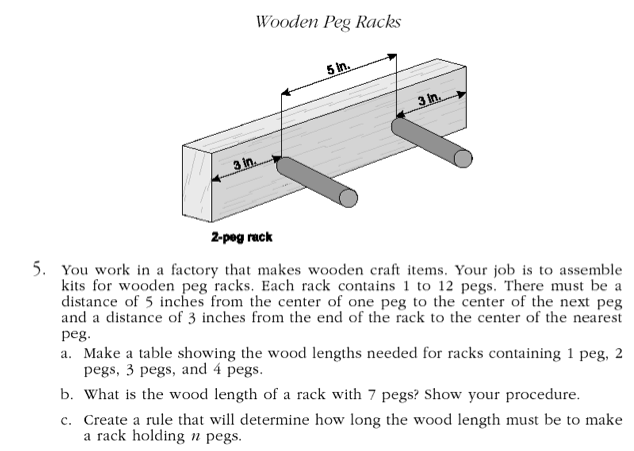 Wooden Peg Racks
5 in.
3 in.
3 in.
2-peg rack
5. You work in a factory that makes wooden craft items. Your job is to assemble
kits for wooden peg racks. Each rack contains 1 to 12 pegs. There must be a
distance of 5 inches from the center of one peg to the center of the next peg
and a distance of 3 inches from the end of the rack to the center of the nearest
peg.
a. Make a table showing the wood lengths needed for racks containing 1 peg, 2
pegs, 3 pegs, and 4 pegs.
b. What is the wood length of a rack with 7 pegs? Show your procedure.
c. Create a rule that will determine how long the wood length must be to make
a rack holding n pegs.